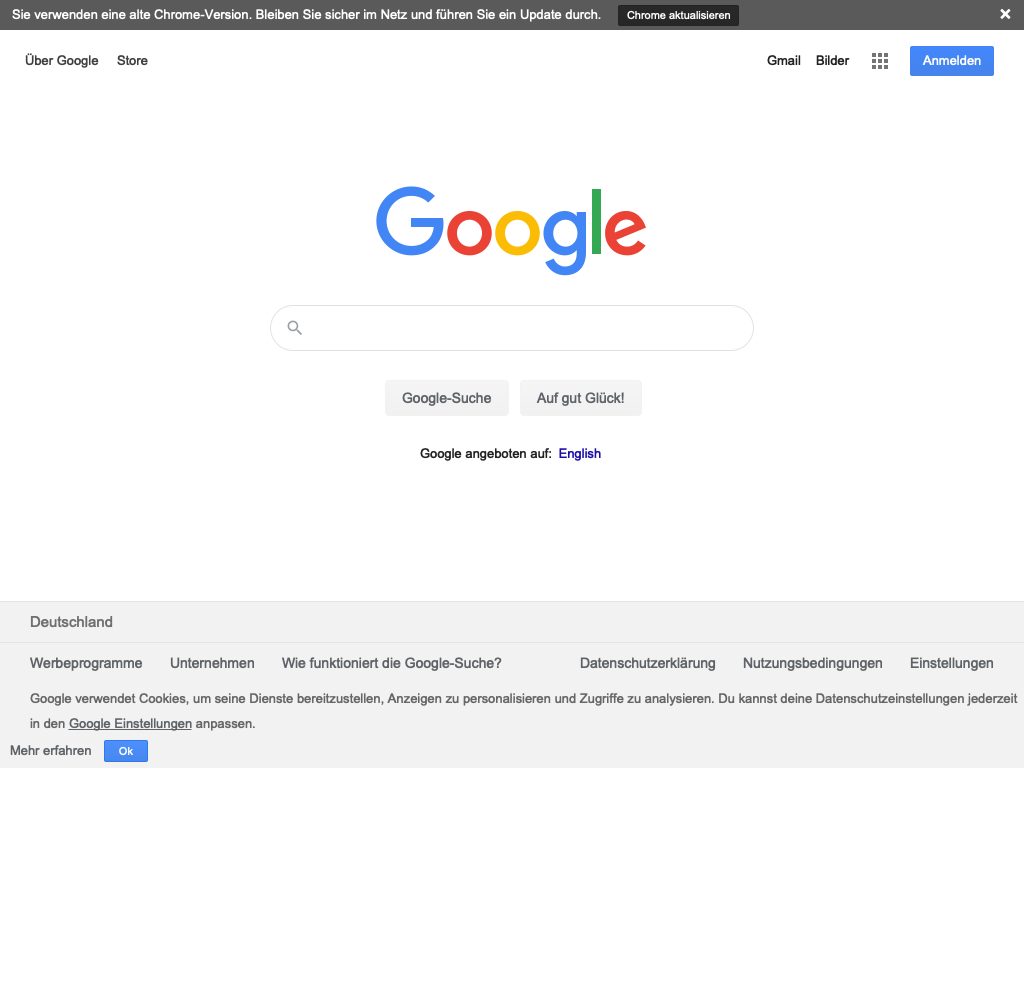 Sie verwenden eine alte Chrome-Version. Bleiben Sie sicher im Netz und führen Sie ein Update durch. Chrome aktualisieren ×
Über Google Store Gmail Bilder Anmelden
Google
Google-Suche Auf gut Glück!
Google angeboten auf: English
Deutschland
Werbeprogramme Unternehmen Wie funktioniert die Google-Suche? Datenschutzerklärung Nutzungsbedingungen Einstellungen
Google verwendet Cookies, um seine Dienste bereitzustellen, Anzeigen zu personalisieren und Zugriffe zu analysieren. Du kannst deine Datenschutzeinstellungen jederzeit
in den Google Einstellungen anpassen.
Mehr erfahren Ok